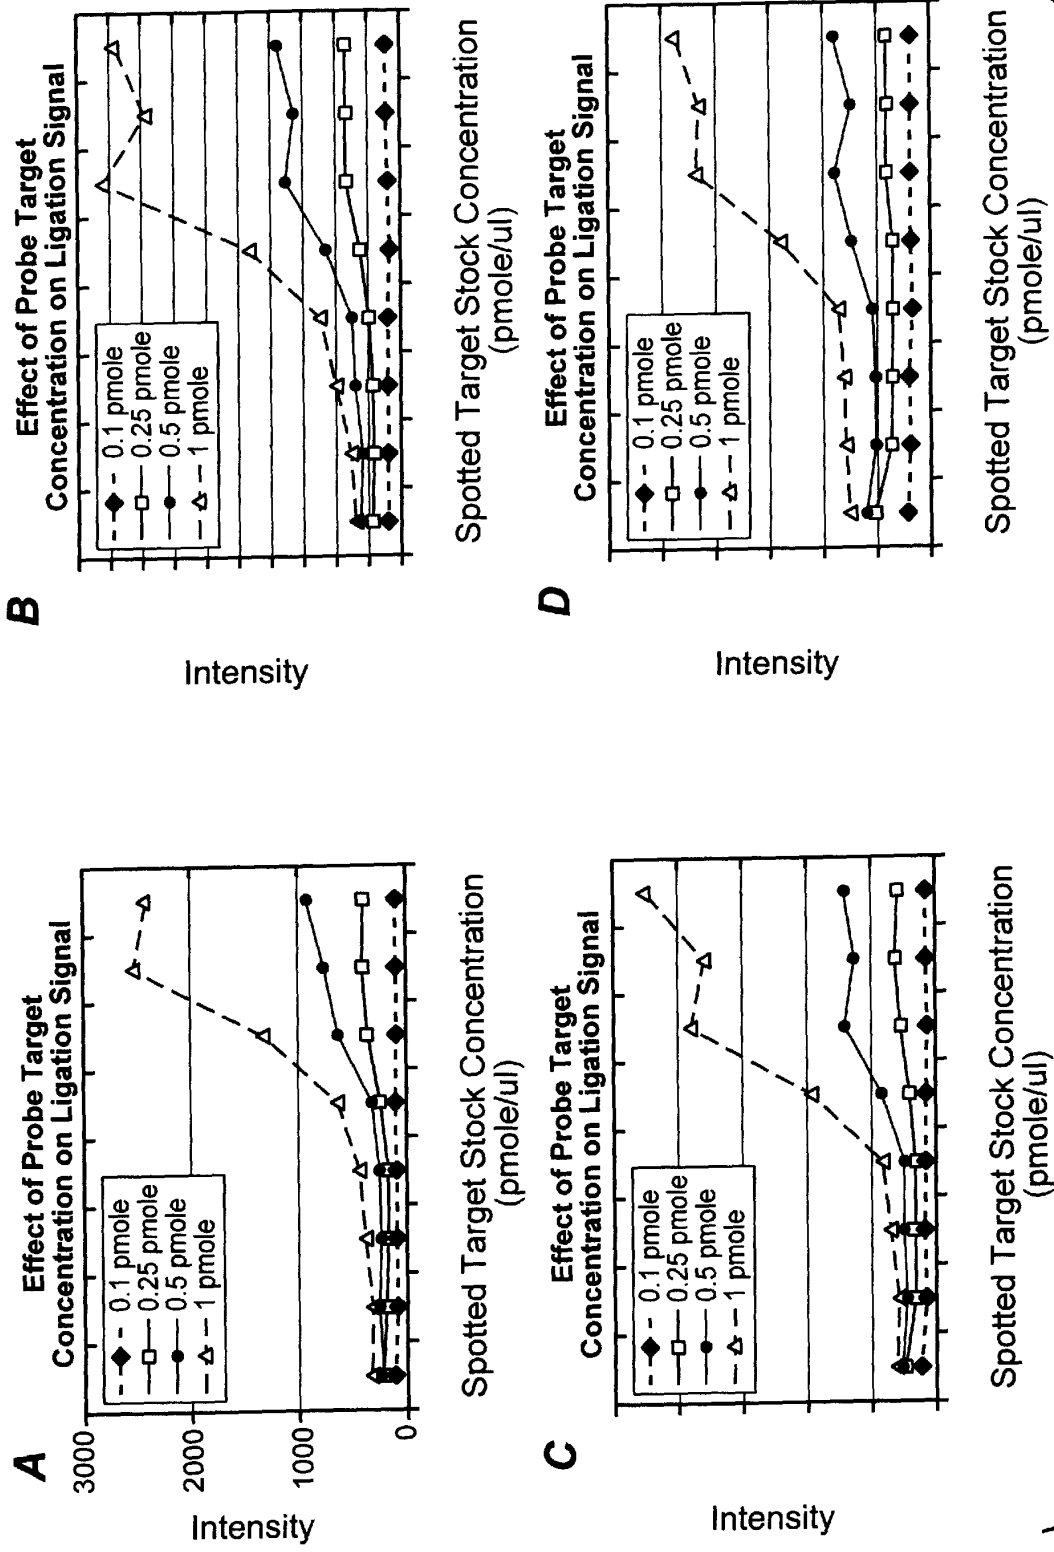 A
Effect of Probe Target
Concentration on Ligation Signal
3000
2000
1000
0
Intensity
0.1 pmole
0.25 pmole
0.5 pmole
1 pmole
Spotted Target Stock Concentration
(pmole/ul)
B
Effect of Probe Target
Concentration on Ligation Signal
Intensity
0.1 pmole
0.25 pmole
0.5 pmole
1 pmole
Spotted Target Stock Concentration
(pmole/ul)
C
Effect of Probe Target
Concentration on Ligation Signal
Intensity
0.1 pmole
0.25 pmole
0.5 pmole
1 pmole
Spotted Target Stock Concentration
(pmole/ul)
D
Effect of Probe Target
Concentration on Ligation Signal
Intensity
0.1 pmole
0.25 pmole
0.5 pmole
1 pmole
Spotted Target Stock Concentration
(pmole/ul)